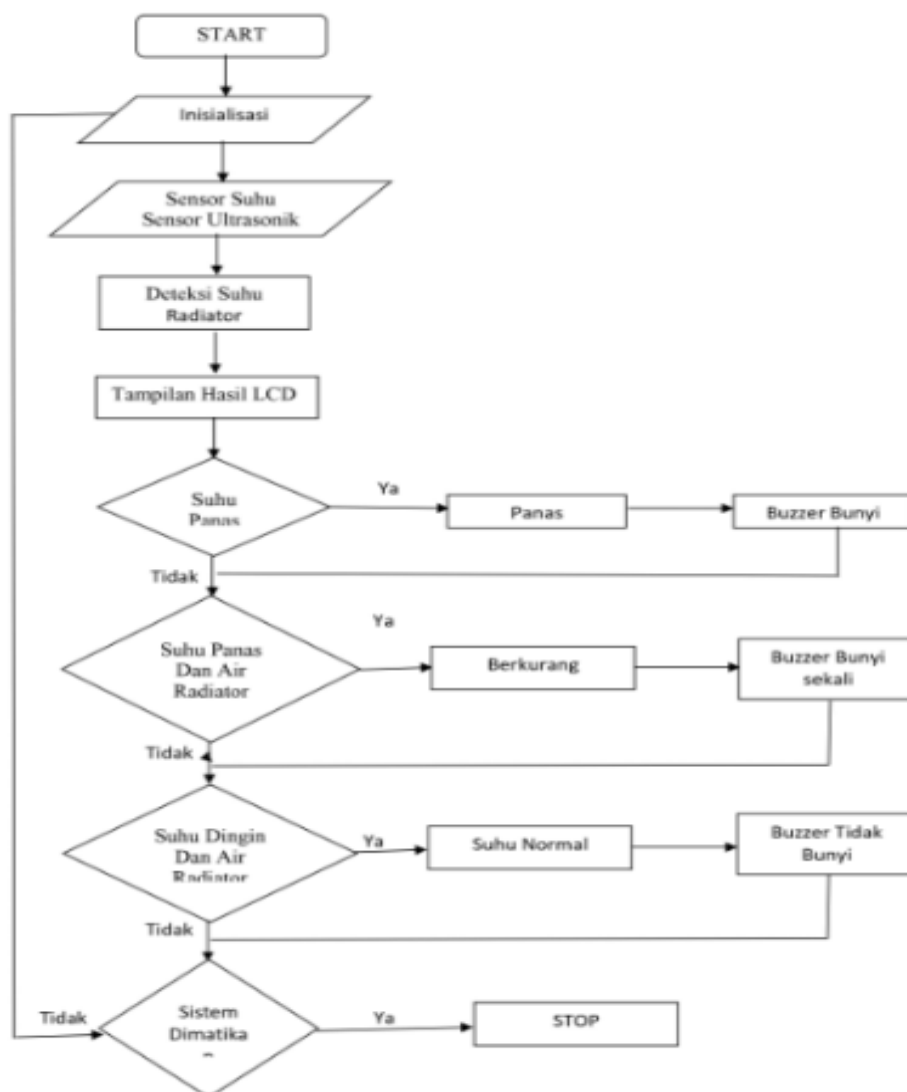 START
Inisialisasi
Sensor Suhu
Sensor Ultrasonik
Deteksi Suhu
Radiator
Tampilan Hasil LCD
Suhu
Panas
Ya
Panas
Buzzer Bunyi
Tidak
Suhu Panas
Dan Air
Radiator
Ya
Berkurang
Buzzer Bunyi
sekali
Tidak
Suhu Dingin
Dan Air
Radiator
Ya
Suhu Normal
Buzzer Tidak
Bunyi
Tidak
Sistem
Dimatika
Tidak
Ya
STOP